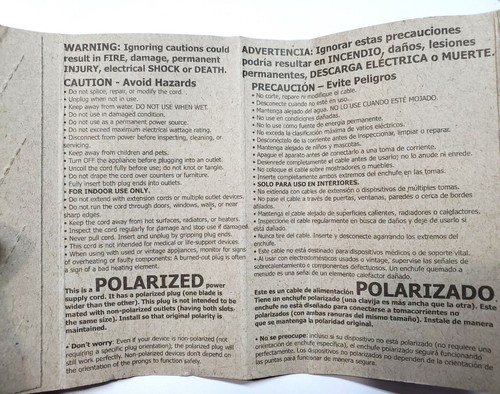 WARNING: Ignoring cautions could
result in FIRE, damage, permanent
INJURY, electrical SHOCK or DEATH.
CAUTION - Avoid Hazards
• Do not splice, repair, or modify the cord.
• Unplug when not in use.
• Keep away from water. DO NOT USE WHEN WET.
• Do not use in damaged condition.
• Do not use as a permanent power source.
• Do not exceed maximum electrical wattage rating.
• Disconnect from power before inspecting, cleaning, or
servicing.
• Keep away from children and pets.
• Turn OFF the appliance before plugging into an outlet.
• Uncoil the cord fully before use; do not knot or tangle.
• Do not drape the cord over counters or furniture.
• Fully insert both plug ends into outlets.
• FOR INDOOR USE ONLY.
• Do not extend with extension cords or multiple outlet devices.
• Do not run the cord through doors, windows, walls, or near
sharp edges.
• Keep the cord away from hot surfaces, radiators, or heaters.
• Inspect the cord regularly for damage and stop use if damaged.
• Never pull cord. Insert and unplug by gripping plug ends.
• This cord is not intended for medical or life-support devices.
• When using with used or vintage appliances, monitor for signs
of overheating or faulty components: A burned-out plug is often
a sign of a bad heating element.
This is a POLARIZED power
supply cord. It has a polarized plug (one blade is
wider than the other). This plug is not intended to be
mated with non-polarized outlets (having both slots
the same size). Install so that original polarity is
maintained.
• Don't worry: Even if your device is non-polarized (not
requiring a specific plug orientation), the polarized plug will
still work perfectly. Non-polarized devices don't depend on
the orientation of the prongs to function safely.
ADVERTENCIA: Ignorar estas precauciones
podría resultar en INCENDIO, daños, lesiones
permanentes, DESCARGA ELÉCTRICA o MUERTE.
PRECAUCIÓN – Evite Peligros
• No corte, repare ni modifique el cable.
• Desconecte cuando no esté en uso.
• Mantenga alejado del agua. NO LO USE CUANDO ESTÉ MOJADO.
• No use en condiciones dañadas.
• No lo use como fuente de energía permanente.
• No exceda la clasificación máxima de vatios eléctricos.
• Desconéctelo de la corriente antes de inspeccionar, limpiar o reparar.
• Mantenga alejado de niños y mascotas.
• Apague el aparato antes de conectarlo a una toma de corriente.
• Desenrede completamente el cable antes de usarlo; no lo anude ni enrede.
• No coloque el cable sobre mostradores o muebles.
• Inserte completamente ambos extremos del enchufe en las tomas.
• SOLO PARA USO EN INTERIORES.
• No extienda con cables de extensión o dispositivos de múltiples tomas.
• No pase el cable a través de puertas, ventanas, paredes o cerca de bordes
afilados.
• Mantenga el cable alejado de superficies calientes, radiadores o calefactores.
• Inspeccione el cable regularmente en busca de daños y deje de usarlo si
está dañado.
• Nunca tire del cable. Inserte y desconecte agarrando los extremos del
enchufe.
• Este cable no está destinado para dispositivos médicos o de soporte vital.
• Al usar con electrodomésticos usados o vintage, supervise las señales de
sobrecalentamiento o componentes defectuosos. Un enchufe quemado a
menudo es una señal de un elemento calefactor dañado.
Este es un cable de alimentación POLARIZADO
Tiene un enchufe polarizado (una clavija es más ancha que la otra). Este
enchufe no está diseñado para conectarse a tomacorrientes no
polarizados (con ambas ranuras del mismo tamaño). Instale de manera
que se mantenga la polaridad original.
• No se preocupe: incluso si su dispositivo no está polarizado (no requiere una
orientación de enchufe específica), el enchufe polarizado seguirá funcionando
perfectamente. Los dispositivos no polarizados no dependen de la orientación de
las puntas para funcionar de manera segura.